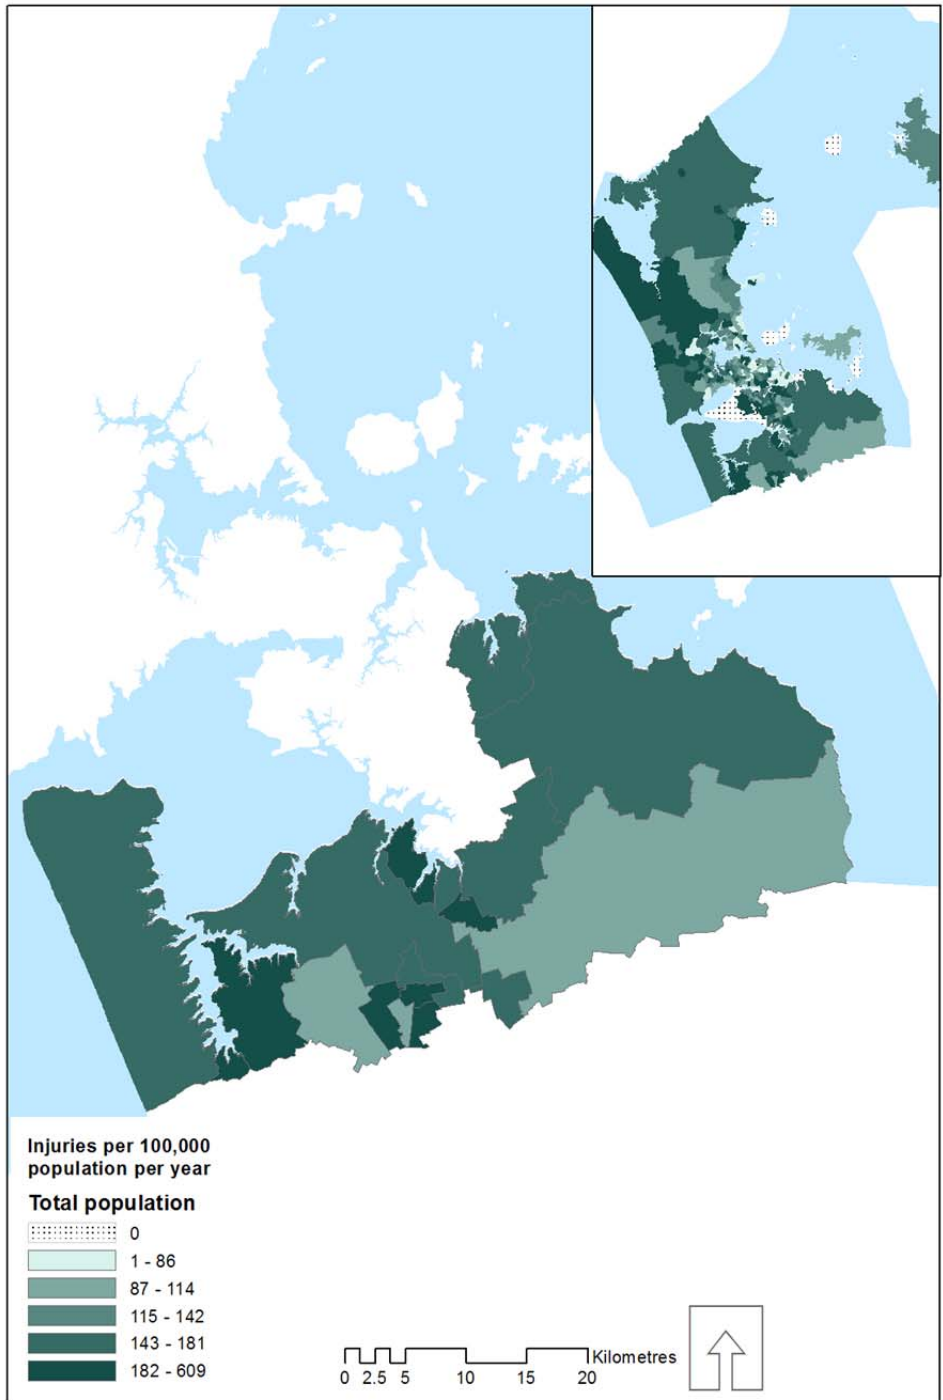 Injuries per 100,000
population per year
Total population
0
1 - 86
87 - 114
115 - 142
143 - 181
182 - 609
Kilometres
0 2.5 5 10 15 20